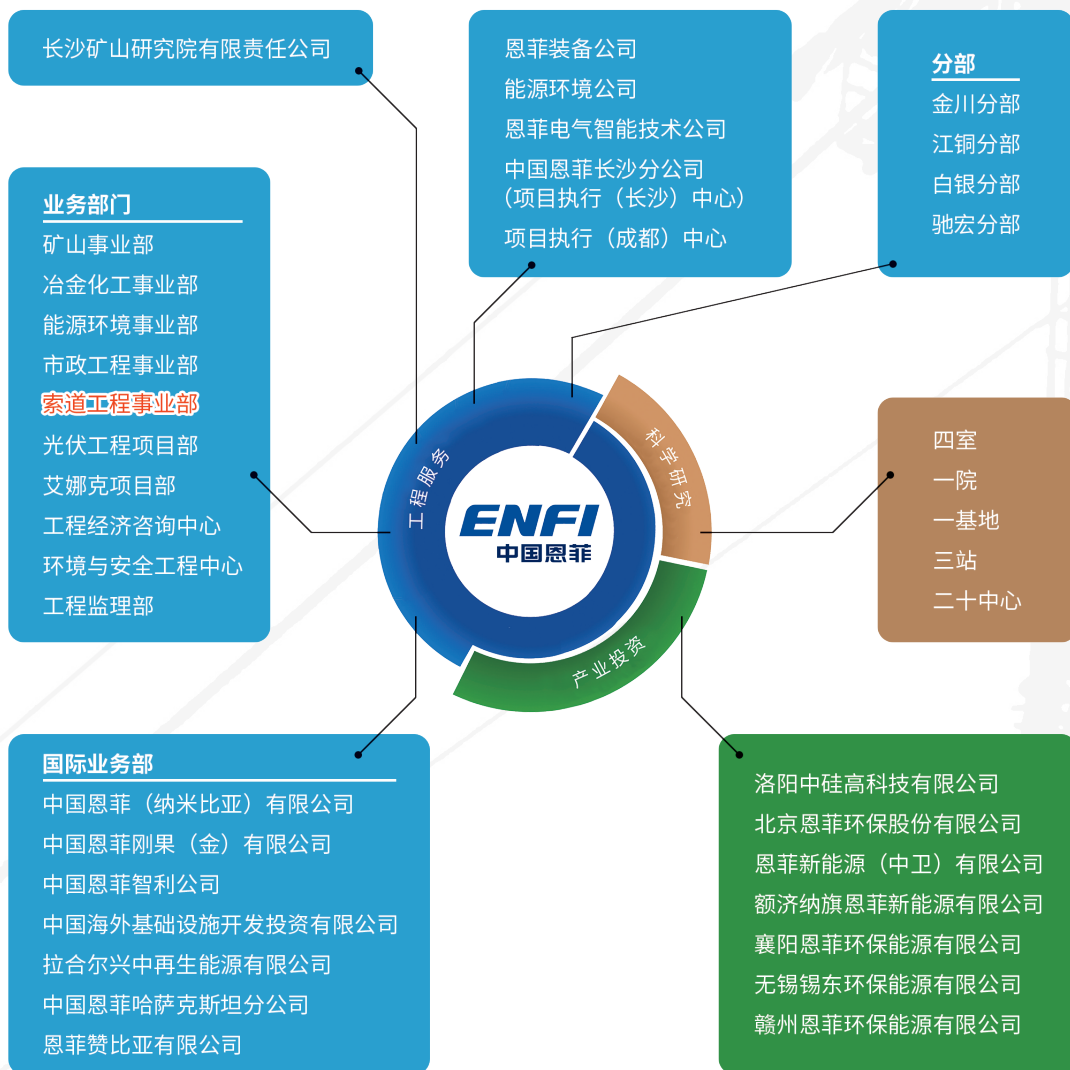 长沙矿山研究院有限责任公司
恩菲装备公司
能源环境公司
恩菲电气智能技术公司
中国恩菲长沙分公司
(项目执行（长沙）中心）
项目执行（成都）中心
分部
金川分部
江铜分部
白银分部
驰宏分部
业务部门
矿山事业部
冶金化工事业部
能源环境事业部
市政工程事业部
索道工程事业部
光伏工程项目部
艾娜克项目部
工程经济咨询中心
环境与安全工程中心
工程监理部
工程服务
科学研究
产业投资
ENFI
中国恩菲
四室
一院
一基地
三站
二十中心
国际业务部
中国恩菲（纳米比亚）有限公司
中国恩菲刚果（金）有限公司
中国恩菲智利公司
中国海外基础设施开发投资有限公司
拉合尔兴中再生能源有限公司
中国恩菲哈萨克斯坦分公司
恩菲赞比亚有限公司
洛阳中硅高科技有限公司
北京恩菲环保股份有限公司
恩菲新能源（中卫）有限公司
额济纳旗恩菲新能源有限公司
襄阳恩菲环保能源有限公司
无锡锡东环保能源有限公司
赣州恩菲环保能源有限公司